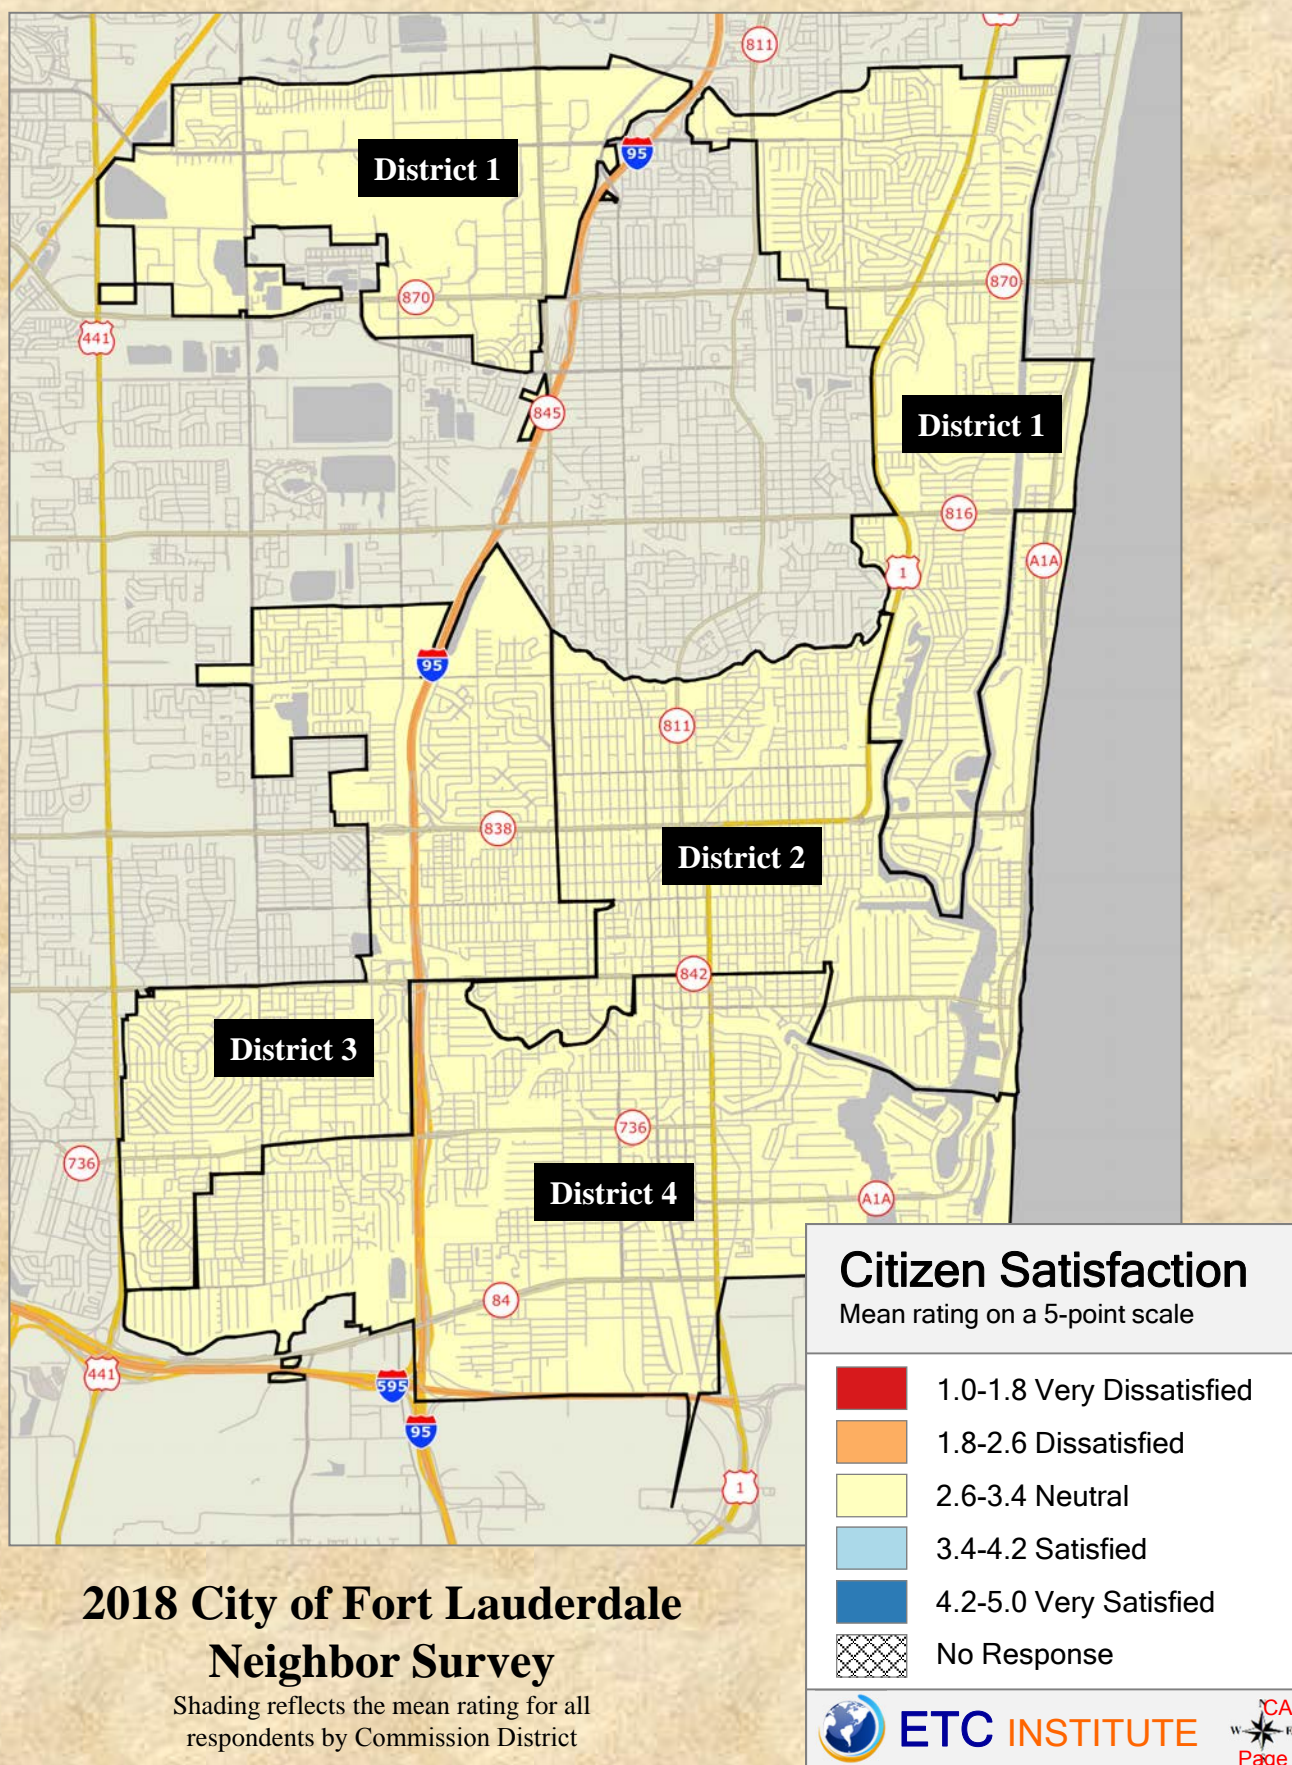 811
95
District 1
870
870
441
District 1
845
816
A1A
1
95
811
838
District 2
842
District 3
736
736
District 4
A1A
84
441
595
95
1
Citizen Satisfaction
Mean rating on a 5-point scale
1.0-1.8 Very Dissatisfied
1.8-2.6 Dissatisfied
2.6-3.4 Neutral
3.4-4.2 Satisfied
4.2-5.0 Very Satisfied
No Response
2018 City of Fort Lauderdale
Neighbor Survey
Shading reflects the mean rating for all
respondents by Commission District
ETC INSTITUTE
W
CA
Page